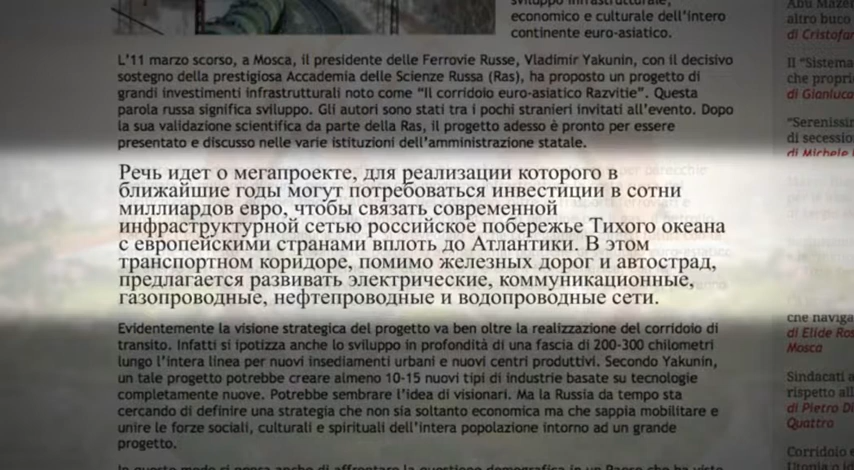 sviluppo infrastrutturale,
economico e culturale dell'intero
continente euro-asiatico.
L'11 marzo scorso, a Mosca, il presidente delle Ferrovie Russe, Vladimir Yakunin, con il decisivo
sostegno della prestigiosa Accademia delle Scienze Russa (Ras), ha proposto un progetto di
grandi investimenti infrastrutturali noto come “Il corridoio euro-asiatico Razvitie”. Questa
parola russa significa sviluppo. Gli autori sono stati tra i pochi stranieri invitati all'evento. Dopo
la sua validazione scientifica da parte della Ras, il progetto adesso è pronto per essere
presentato e discusso nelle varie istituzioni dell'amministrazione statale.
Речь идет о мегапроекте, для реализации которого в
ближайшие годы могут потребоваться инвестиции в сотни
миллиардов евро, чтобы связать современной
инфраструктурной сетью российское побережье Тихого океана
с европейскими странами вплоть до Атлантики. В этом
транспортном коридоре, помимо железных дорог и автострад,
предлагается развивать электрические, коммуникационные,
газопроводные, нефтепроводные и водопроводные сети.
Evidentemente la visione strategica del progetto va ben oltre la realizzazione del corridoio di
transito. Infatti si ipotizza anche lo sviluppo in profondità di una fascia di 200-300 chilometri
lungo l'intera linea per nuovi insediamenti urbani e nuovi centri produttivi. Secondo Yakunin,
un tale progetto potrebbe creare almeno 10-15 nuovi tipi di industrie basate su tecnologie
completamente nuove. Potrebbe sembrare l'idea di visionari. Ma la Russia da tempo sta
cercando di definire una strategia che non sia soltanto economica ma che sappia mobilitare e
unire le forze sociali, culturali e spirituali dell'intera popolazione intorno ad un grande
progetto.
altro buco
di Cristofa
Il “Sistema
che propri
di Gianluca
“Serenissi
di secessio
di Michele
che naviga
di Elide Ros
Mosca
Sindacati a
rispetto all
di Pietro Di
Quattro
Corridoio e